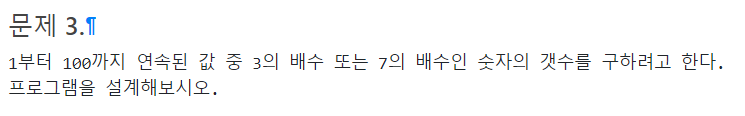 문제 3.¶
1부터 100까지 연속된 값 중 3의 배수 또는 7의 배수인 숫자의 갯수를 구하려고 한다.
프로그램을 설계해보시오.